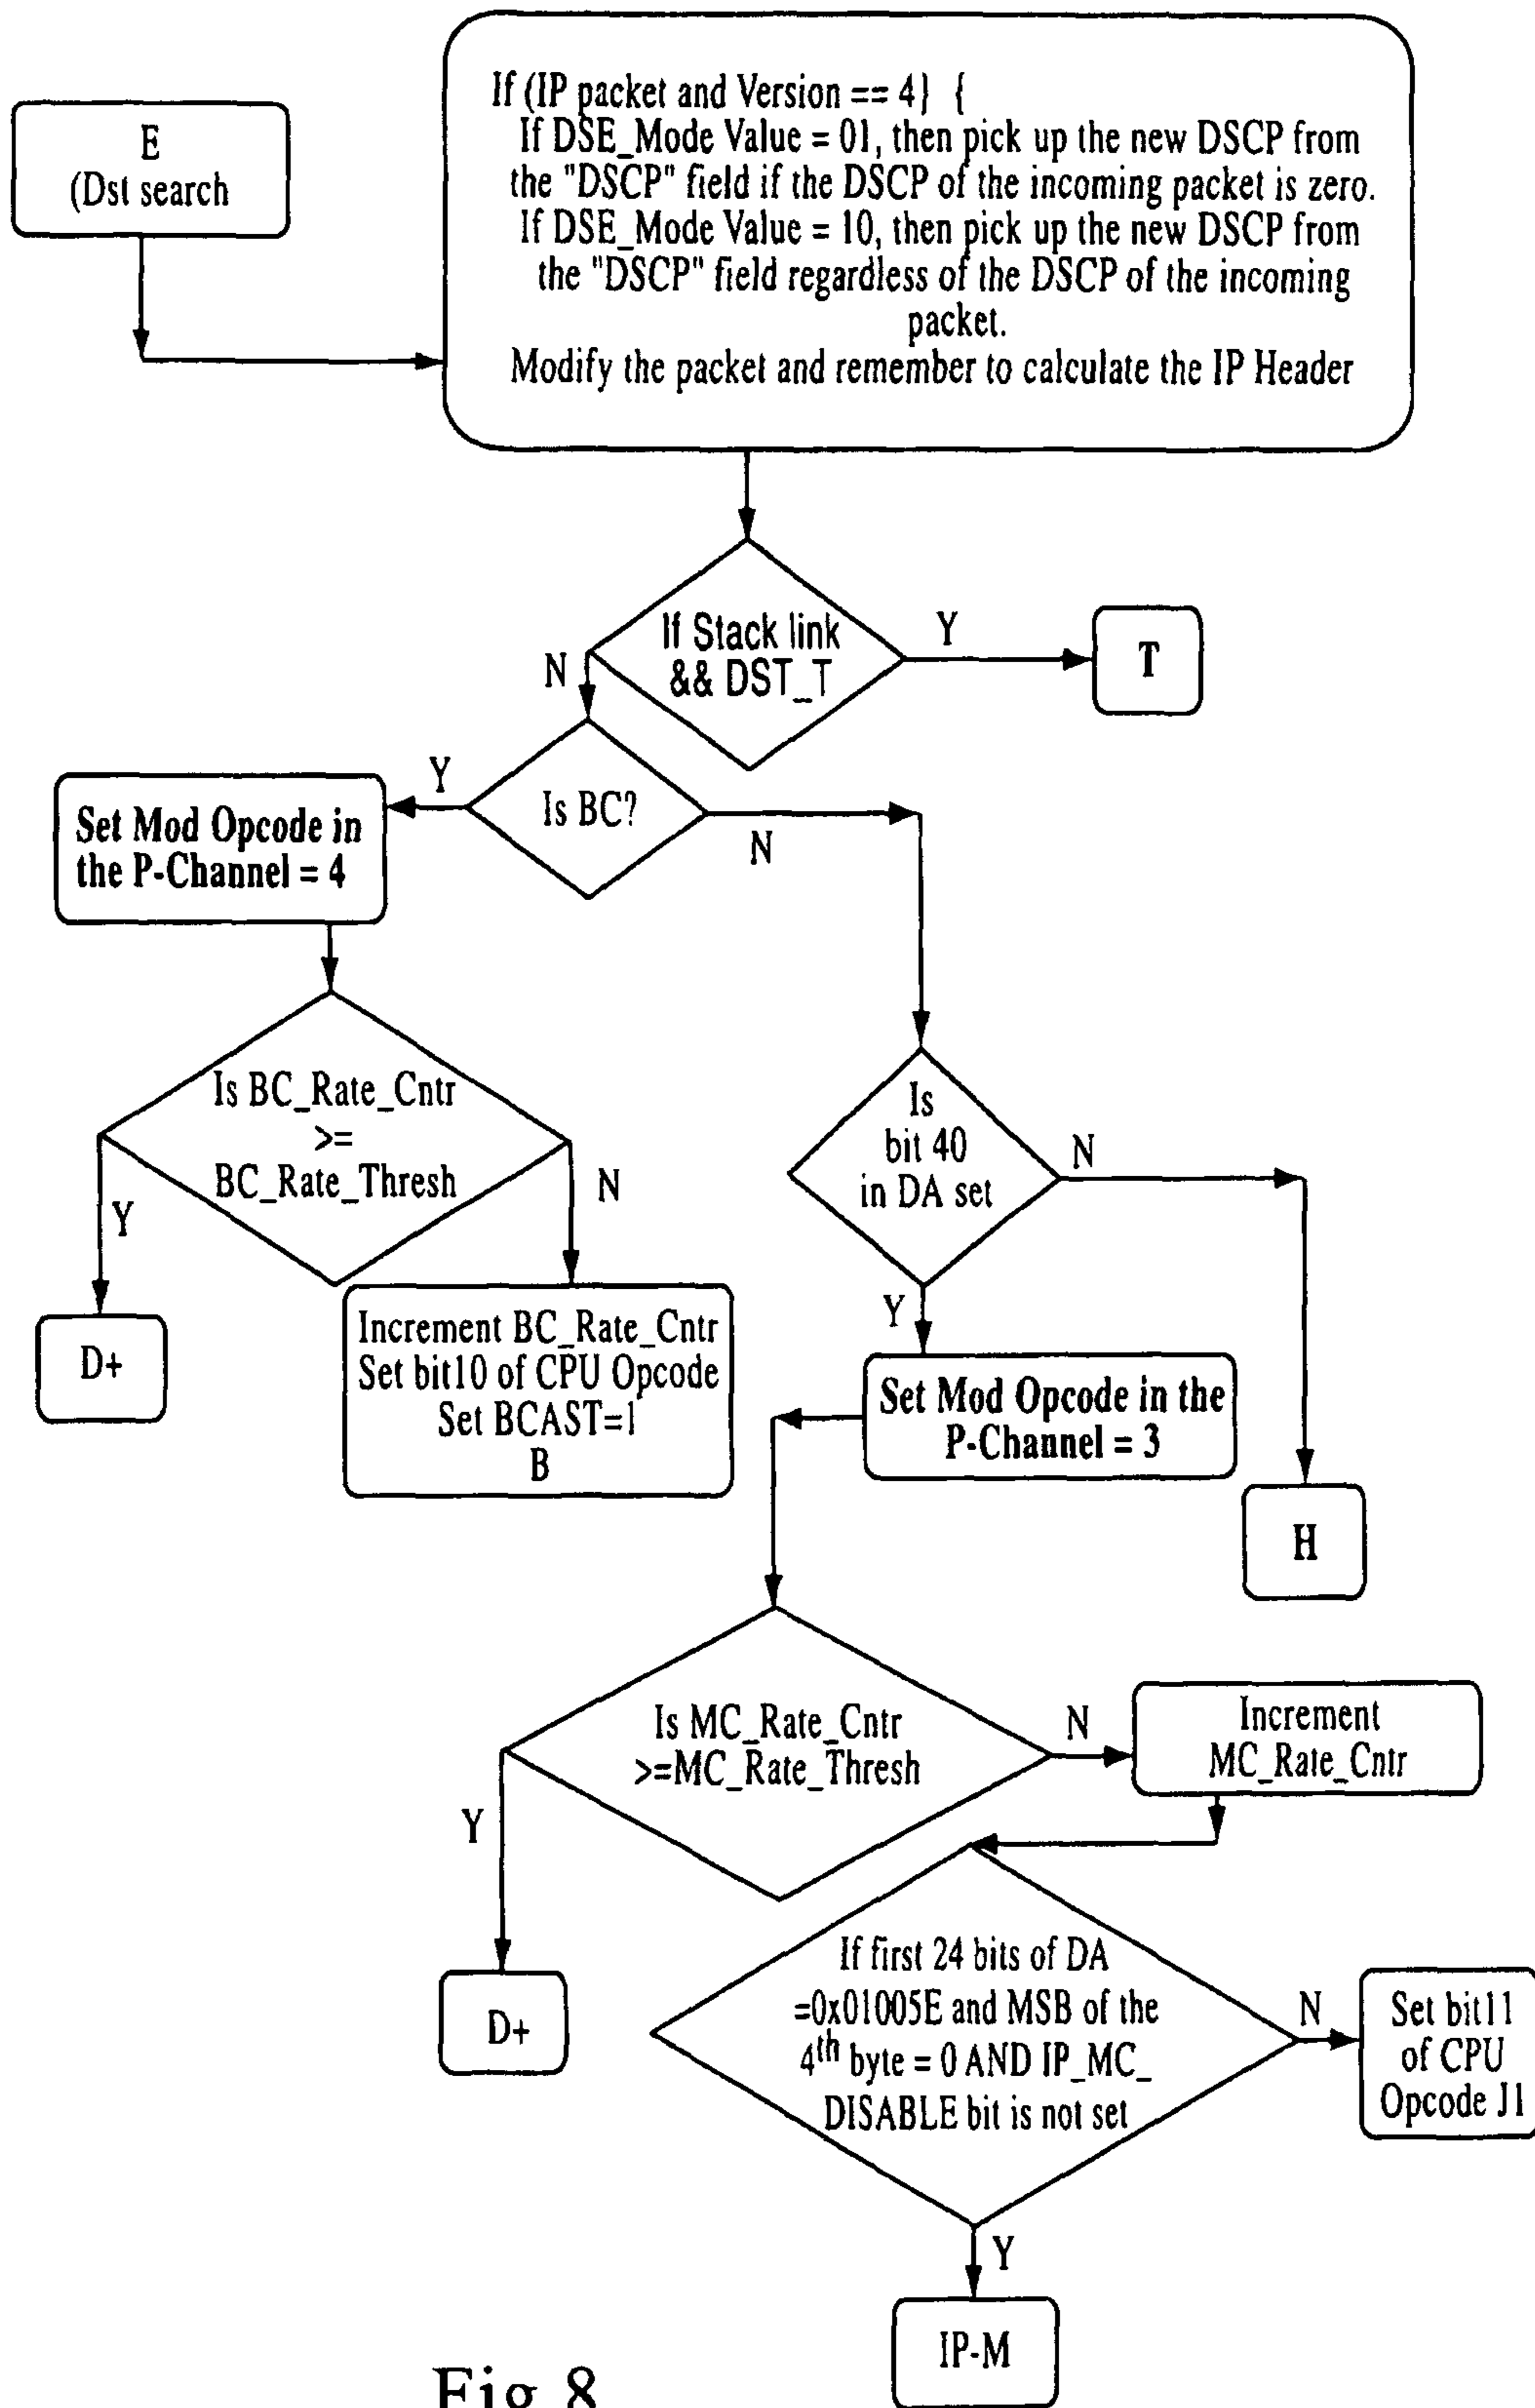 E
(Dst search
If (IP packet and Version == 4} {
If DSE_Mode Value = 01, then pick up the new DSCP from
the "DSCP" field if the DSCP of the incoming packet is zero.
If DSE_Mode Value = 10, then pick up the new DSCP from
the "DSCP" field regardless of the DSCP of the incoming
packet.
Modify the packet and remember to calculate the IP Header
If Stack link
&& DST_T
Y
T
N
Is BC?
Y
N
Set Mod Opcode in
the P-Channel = 4
Is BC_Rate_Cntr
>=
BC_Rate_Thresh
Y
N
D+
Increment BC_Rate_Cntr
Set bit10 of CPU Opcode
Set BCAST=1
B
Is
bit 40
in DA set
N
Y
Set Mod Opcode in the
P-Channel = 3
H
Is MC_Rate_Cntr
>=MC_Rate_Thresh
N
Increment
MC_Rate_Cntr
Y
D+
If first 24 bits of DA
=0x01005E and MSB of the
4th byte = 0 AND IP_MC_
DISABLE bit is not set
N
Set bit11
of CPU
Opcode J1
Y
IP-M
Fig 8